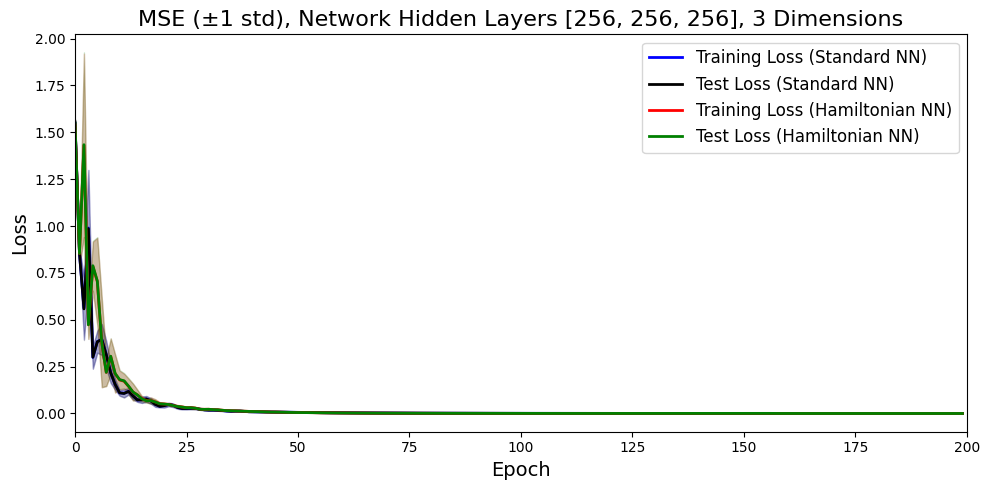 MSE (±1 std), Network Hidden Layers [256, 256, 256], 3 Dimensions
Loss
2.00
1.75
1.50
1.25
1.00
0.75
0.50
0.25
0.00
Training Loss (Standard NN)
Test Loss (Standard NN)
Training Loss (Hamiltonian NN)
Test Loss (Hamiltonian NN)
0 25 50 75 100 125 150 175 200
Epoch